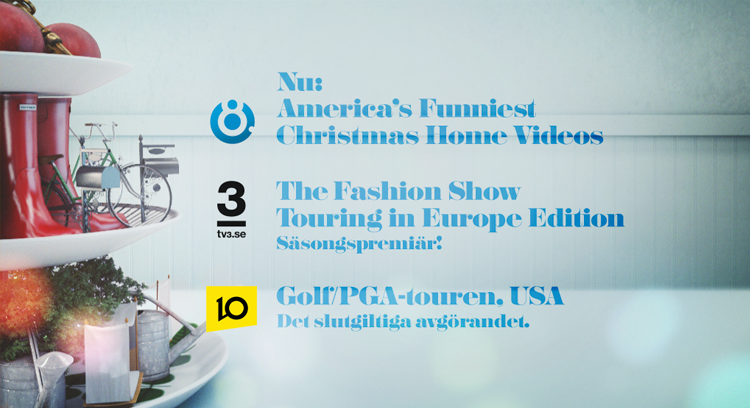 Nu:
America's Funniest
Christmas Home Videos
3
tv3.se
The Fashion Show
Touring in Europe Edition
Säsongspremiär!
10
Golf/PGA-touren, USA
Det slutgiltiga avgörandet.